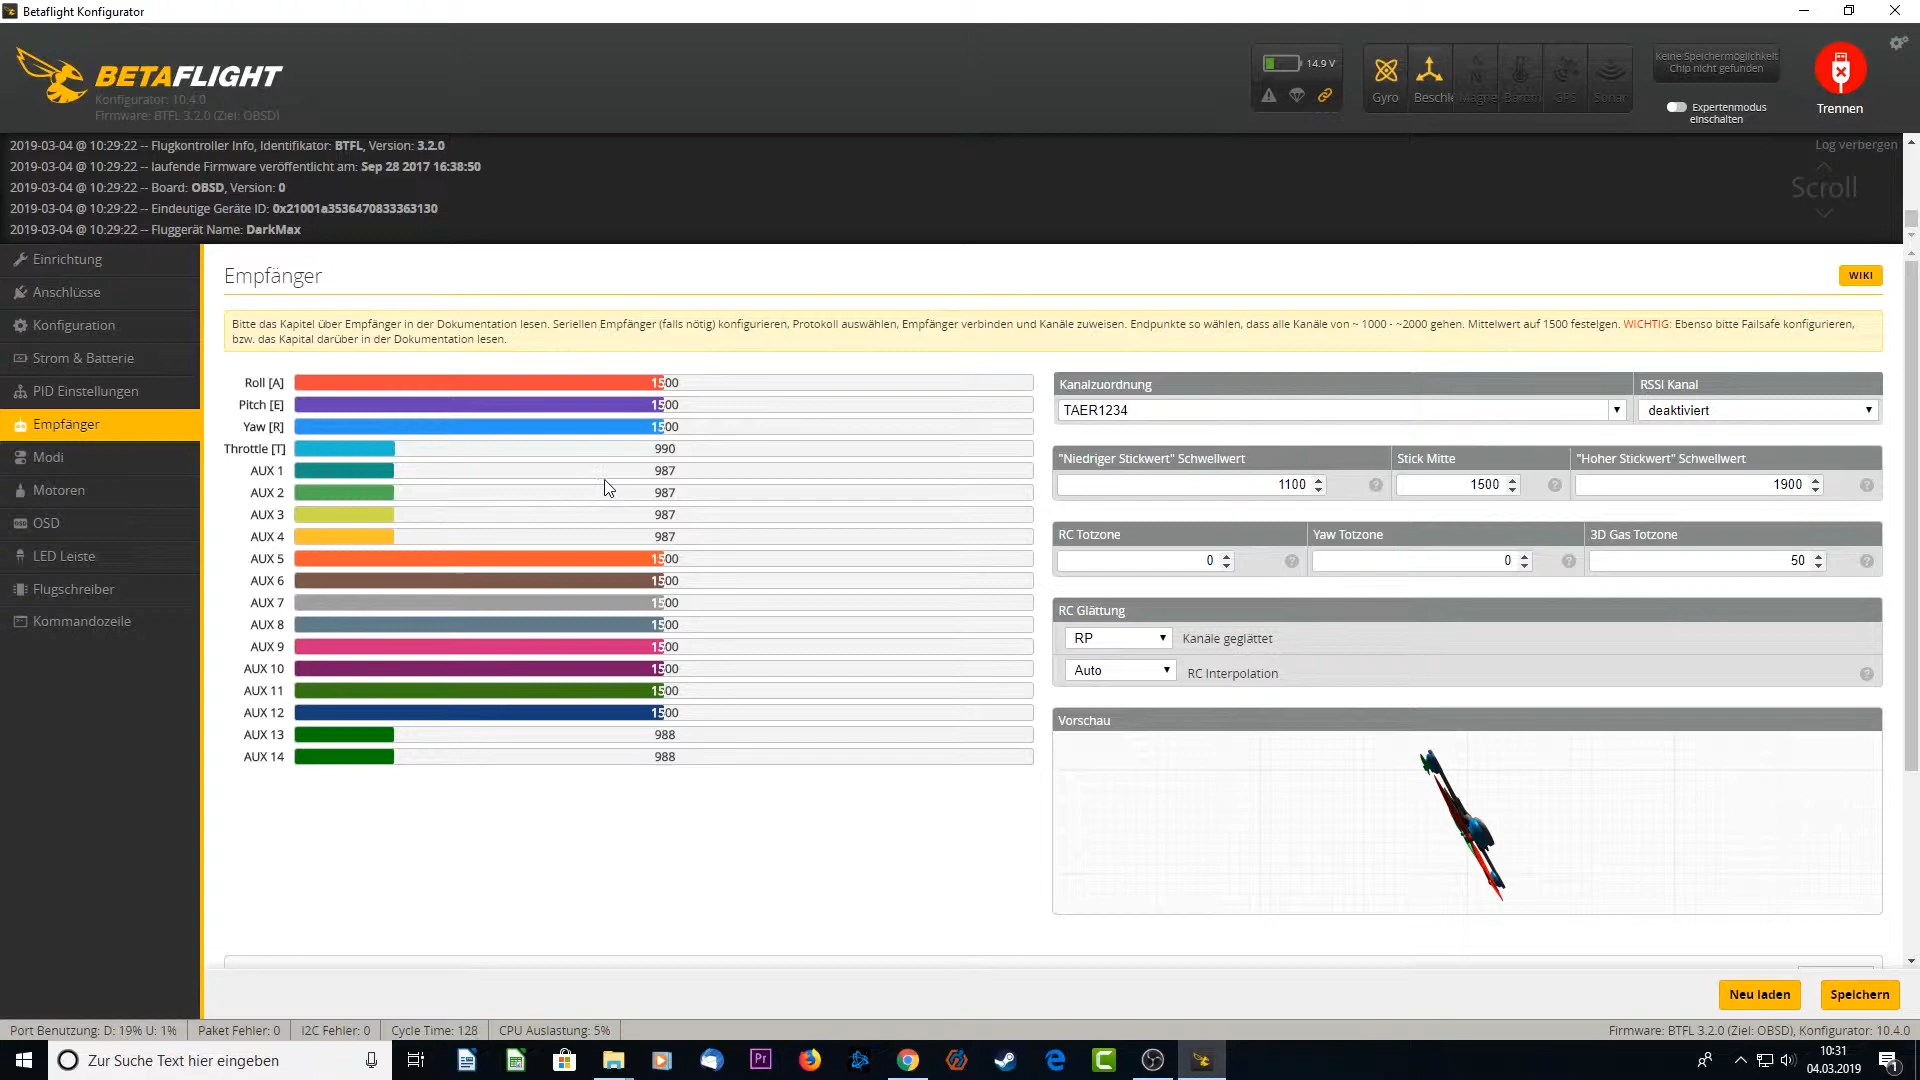 Betaflight Konfigurator
BETAFLIGHT
Konfigurator: 10.4.0
Firmware: BTFL 3.2.0 (Ziel: OBSD)
14.9 V
Gyro
Beschle
Magne
Barom
GPS
Sonar
Keine Speichermöglichkeit
Chip nicht gefunden
Expertenmodus
einschalten
Trennen
2019-03-04 @ 10:29:22 -- Flugkontroller Info, Identifikator: BTFL, Version: 3.2.0
2019-03-04 @ 10:29:22 -- laufende Firmware veröffentlicht am: Sep 28 2017 16:38:50
2019-03-04 @ 10:29:22 -- Board: OBSD, Version: 0
2019-03-04 @ 10:29:22 -- Eindeutige Geräte ID: 0x21001a3536470833363130
2019-03-04 @ 10:29:22 -- Fluggerät Name: DarkMax
Log verbergen
Scroll
Einrichtung
Anschlüsse
Konfiguration
Strom & Batterie
PID Einstellungen
Empfänger
Modi
Motoren
OSD
LED Leiste
Flugschreiber
Kommandozeile
Empfänger
WIKI
Bitte das Kapitel über Empfänger in der Dokumentation lesen. Seriellen Empfänger (falls nötig) konfigurieren, Protokoll auswählen, Empfänger verbinden und Kanäle zuweisen. Endpunkte so wählen, dass alle Kanäle von ~ 1000 - ~2000 gehen. Mittelwert auf 1500 festelgen. WICHTIG: Ebenso bitte Failsafe konfigurieren,
bzw. das Kapital darüber in der Dokumentation lesen.
Roll [A] 1500
Pitch [E] 1500
Yaw [R] 1500
Throttle [T] 990
AUX 1 987
AUX 2 987
AUX 3 987
AUX 4 987
AUX 5 1500
AUX 6 1500
AUX 7 1500
AUX 8 1500
AUX 9 1500
AUX 10 1500
AUX 11 1500
AUX 12 1500
AUX 13 988
AUX 14 988
Kanalzuordnung RSSI Kanal
TAER1234 deaktiviert
"Niedriger Stickwert" Schwellwert Stick Mitte "Hoher Stickwert" Schwellwert
1100 1500 1900
RC Totzone Yaw Totzone 3D Gas Totzone
0 0 50
RC Glättung
RP Kanäle geglättet
Auto RC Interpolation
Vorschau
Neu laden Speichern
Port Benutzung: D: 19% U: 1% Paket Fehler: 0 I2C Fehler: 0 Cycle Time: 128 CPU Auslastung: 5% Firmware: BTFL 3.2.0 (Ziel: OBSD), Konfigurator: 10.4.0
Zur Suche Text hier eingeben
Pr
10:31
04.03.2019
1